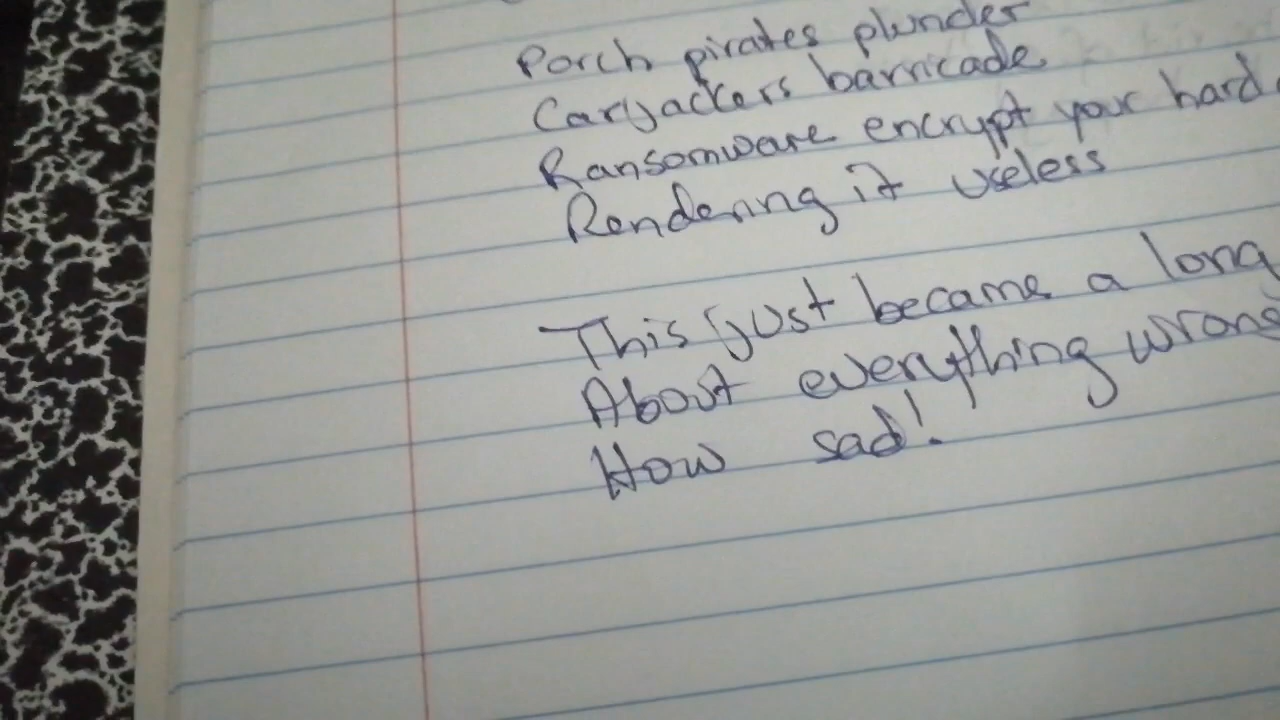 Porch pirates plunder
Carjackers barricade
Ransomware encrypt your hard
Rendering it useless
This just became a long
About everything wrong
How sad!